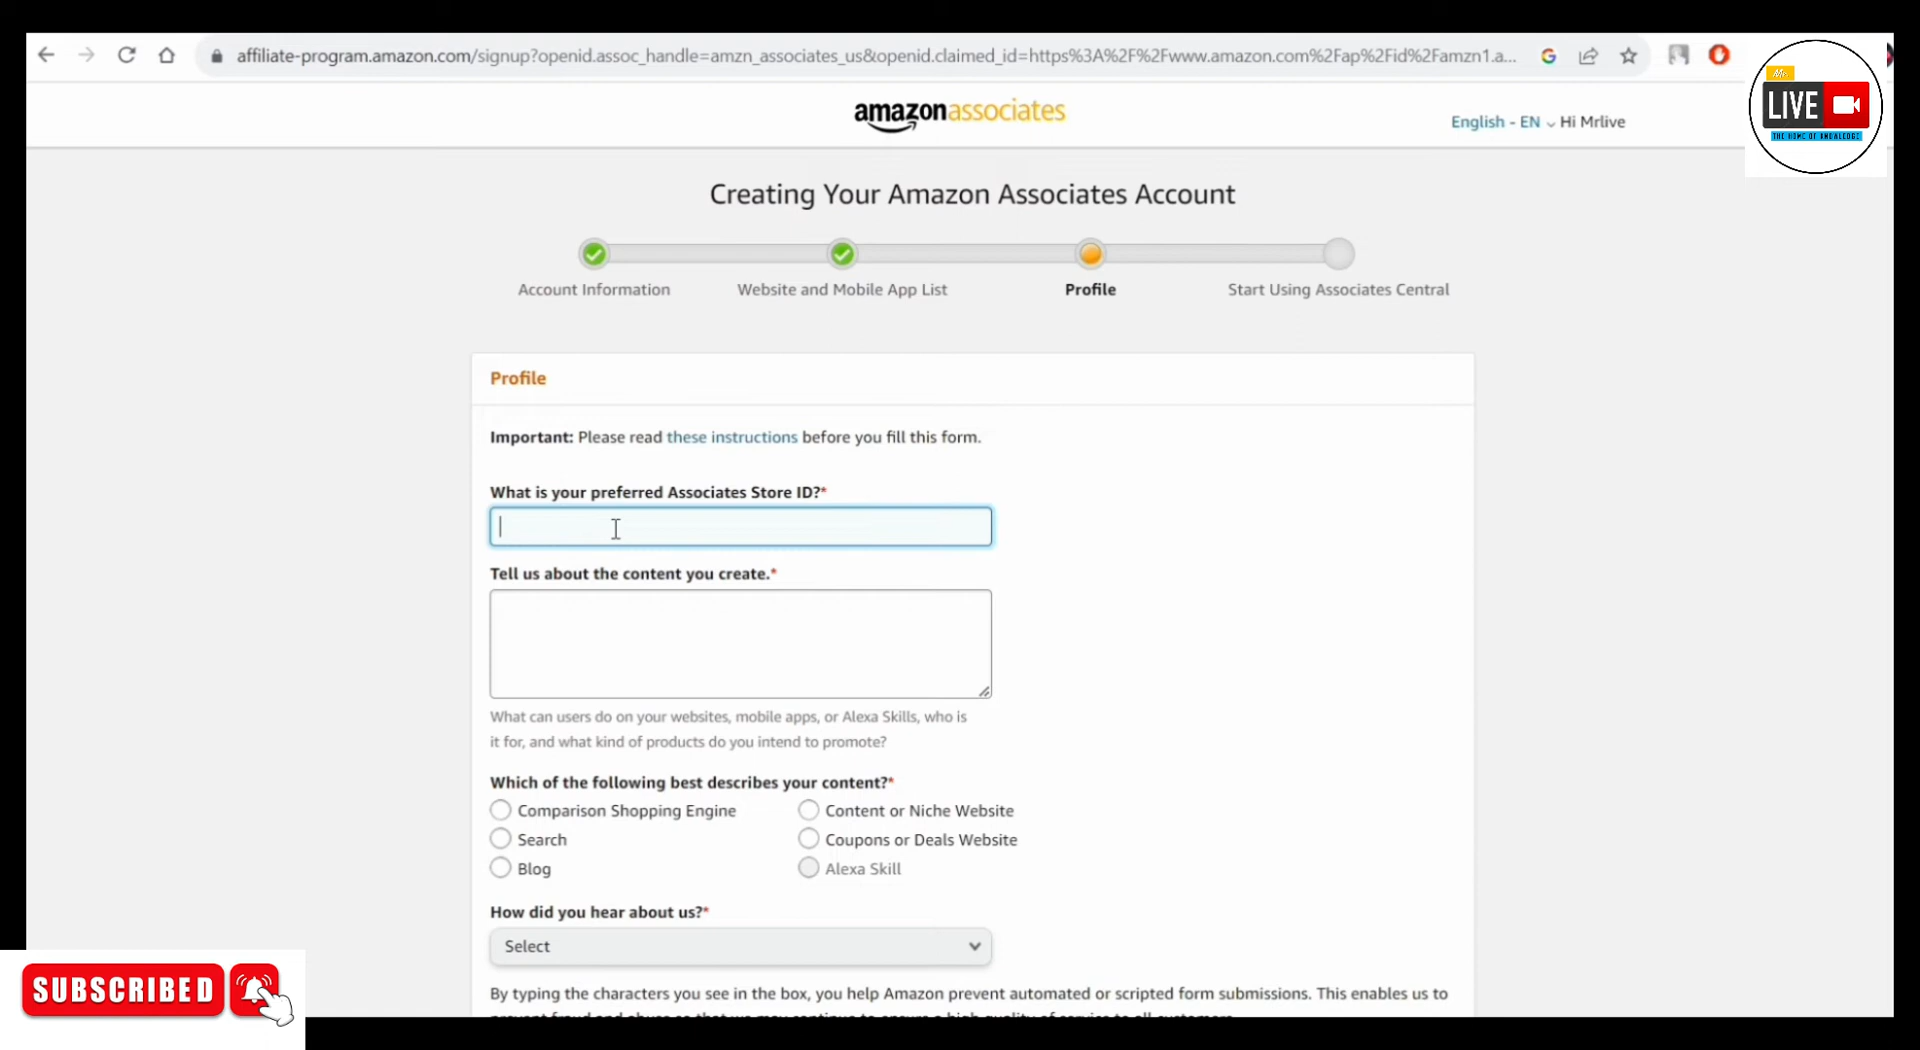 affiliate-program.amazon.com/signup?openid.assoc_handle=amzn_associates_us&openid.claimed_id=https%3A%2F%2Fwww.amazon.com%2Fap%2Fid%2Famzn1.a...
Mr.
LIVE
THE HOME OF KNOWLEDGE
amazonassociates
English - EN Hi Mrlive
Creating Your Amazon Associates Account
Account Information Website and Mobile App List Profile Start Using Associates Central
Profile
Important: Please read these instructions before you fill this form.
What is your preferred Associates Store ID?*
Tell us about the content you create.*
What can users do on your websites, mobile apps, or Alexa Skills, who is
it for, and what kind of products do you intend to promote?
Which of the following best describes your content?*
Comparison Shopping Engine Content or Niche Website
Search Coupons or Deals Website
Blog Alexa Skill
How did you hear about us?*
Select
By typing the characters you see in the box, you help Amazon prevent automated or scripted form submissions. This enables us to
SUBSCRIBED